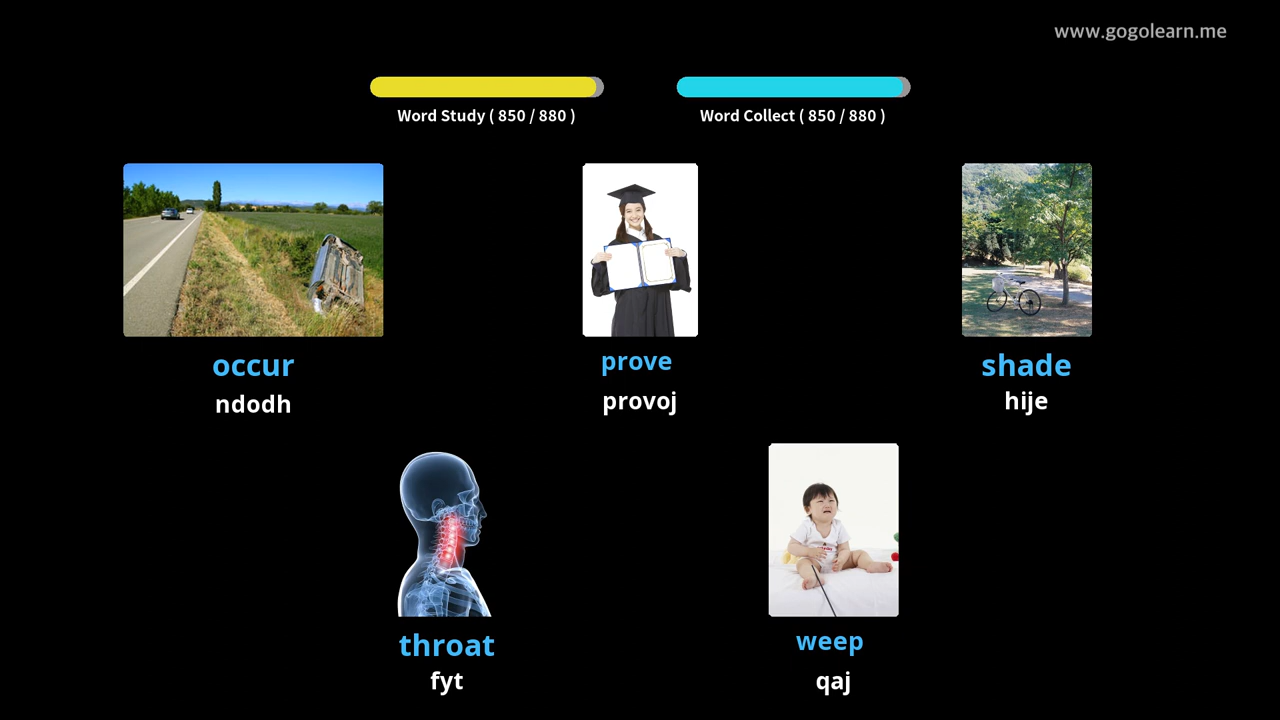 www.gogolearn.me
Word Study ( 850 / 880 )
Word Collect ( 850 / 880 )
occur
ndodh
prove
provoj
shade
hije
throat
fyt
weep
qaj